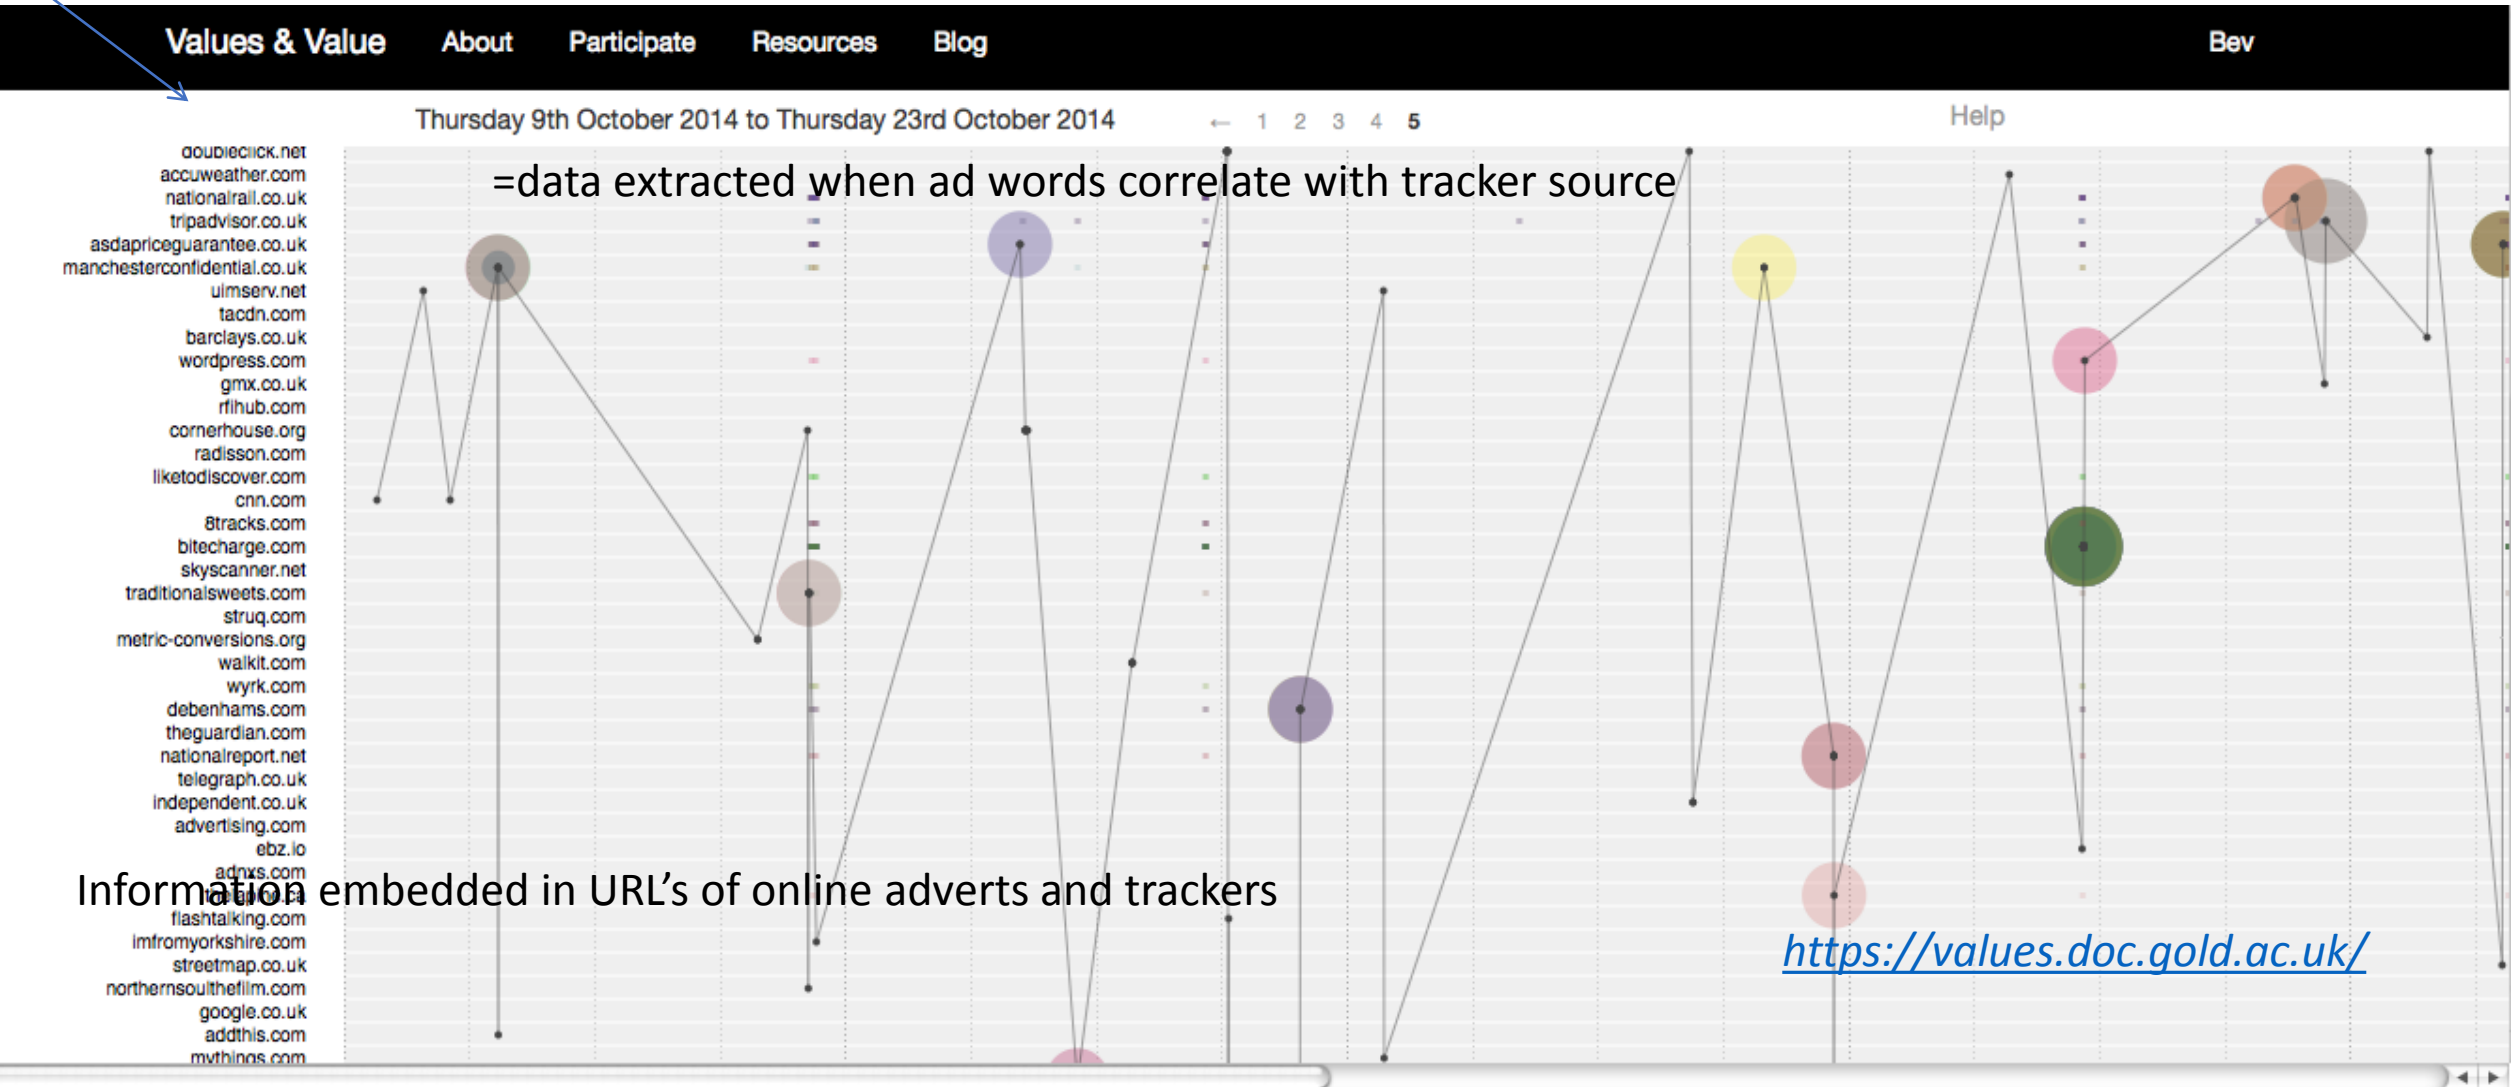 Values & Value About Participate Resources Blog Bev
Thursday 9th October 2014 to Thursday 23rd October 2014 ← 1 2 3 4 5 Help
=data extracted when ad words correlate with tracker source
doubleclick.net
accuweather.com
nationalrail.co.uk
tripadvisor.co.uk
asdapriceguarantee.co.uk
manchesterconfidential.co.uk
uimserv.net
tacdn.com
barclays.co.uk
wordpress.com
gmx.co.uk
rfihub.com
cornerhouse.org
radisson.com
liketodiscover.com
cnn.com
8tracks.com
bitecharge.com
skyscanner.net
traditionalsweets.com
struq.com
metric-conversions.org
walkit.com
wyrk.com
debenhams.com
theguardian.com
nationalreport.net
telegraph.co.uk
independent.co.uk
advertising.com
ebz.io
adnxs.com
Information embedded in URL’s of online adverts and trackers
flashtalking.com
imfromyorkshire.com
https://values.doc.gold.ac.uk/
streetmap.co.uk
northernsoulthefilm.com
google.co.uk
addthis.com
mythings.com